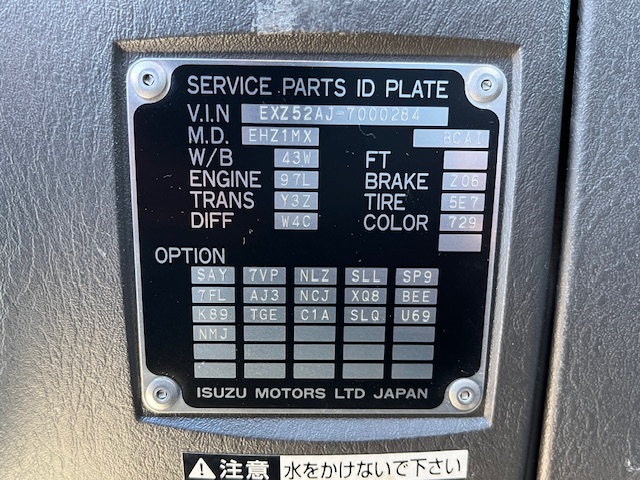 SERVICE PARTS ID PLATE
V.I.N EXZ52AJ-7000284
M.D. EHZ1MX BCAI
W/B 43W FT
ENGINE 97L BRAKE Z06
TRANS Y3Z TIRE 5E7
DIFF W4C COLOR 729
OPTION
SAY 7VP NLZ SLL SP9
7FL AJ3 NCJ XQ8 BEE
K89 TGE C1A SLQ U69
NMJ
ISUZU MOTORS LTD JAPAN
注意 水をかけないで下さい